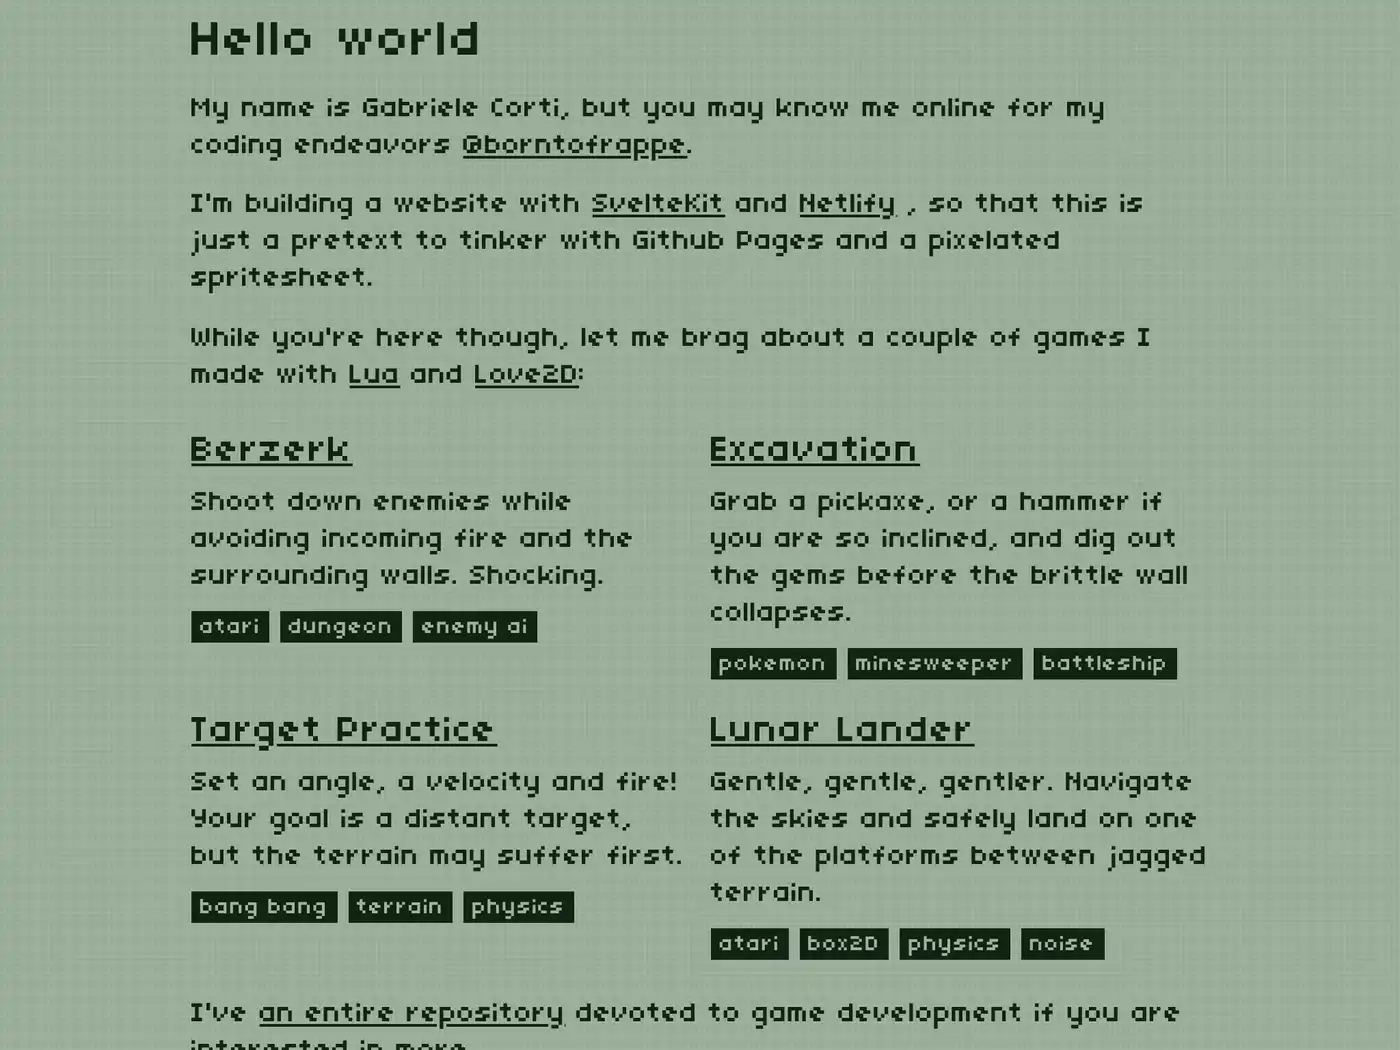 Hello world
My name is Gabriele Corti, but you may know me online for my
coding endeavors @borntofrappe.
I'm building a website with SvelteKit and Netlify , so that this is
just a pretext to tinker with Github Pages and a pixelated
spritesheet.
While you're here though, let me brag about a couple of games I
made with Lua and Love2D:
Berzerk
Shoot down enemies while
avoiding incoming fire and the
surrounding walls. Shocking.
atari dungeon enemy ai
Excavation
Grab a pickaxe, or a hammer if
you are so inclined, and dig out
the gems before the brittle wall
collapses.
pokemon minesweeper battleship
Target Practice
Set an angle, a velocity and fire!
Your goal is a distant target,
but the terrain may suffer first.
bang bang terrain physics
Lunar Lander
Gentle, gentle, gentler. Navigate
the skies and safely land on one
of the platforms between jagged
terrain.
atari box2D physics noise
I've an entire repository devoted to game development if you are
interested in more